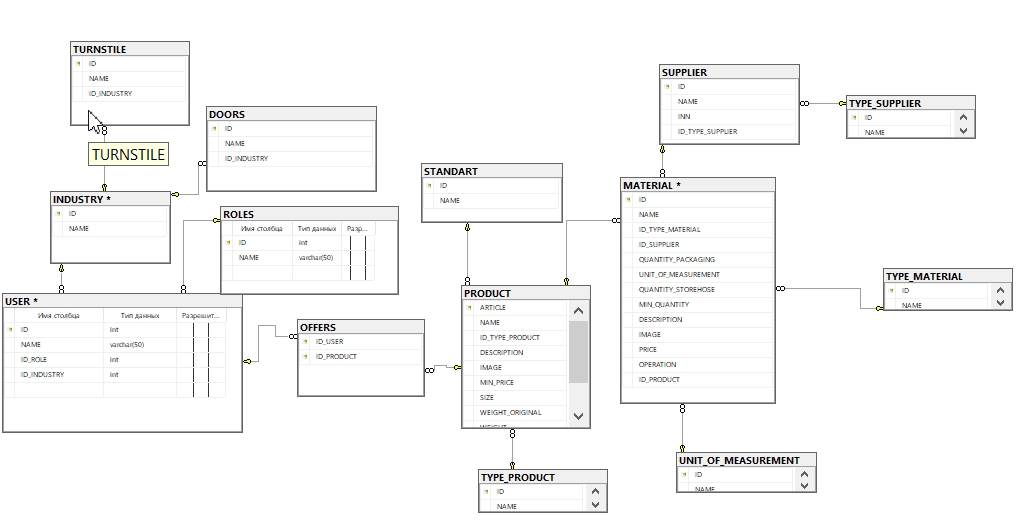 TURNSTILE
ID
NAME
ID_INDUSTRY
TURNSTILE
DOORS
ID
NAME
ID_INDUSTRY
INDUSTRY *
ID
NAME
ROLES
Имя столбца Тип данных Разр...
ID int
NAME varchar(50)
USER *
Имя столбца Тип данных Разрешит...
ID int
NAME varchar(50)
ID_ROLE int
ID_INDUSTRY int
OFFERS
ID_USER
ID_PRODUCT
STANDART
ID
NAME
PRODUCT
ARTICLE
NAME
ID_TYPE_PRODUCT
DESCRIPTION
IMAGE
MIN_PRICE
SIZE
WEIGHT_ORIGINAL
TYPE_PRODUCT
ID
NAME
SUPPLIER
ID
NAME
INN
ID_TYPE_SUPPLIER
TYPE_SUPPLIER
ID
NAME
MATERIAL *
ID
NAME
ID_TYPE_MATERIAL
ID_SUPPLIER
QUANTITY_PACKAGING
UNIT_OF_MEASUREMENT
QUANTITY_STOREHOSE
MIN_QUANTITY
DESCRIPTION
IMAGE
PRICE
OPERATION
ID_PRODUCT
TYPE_MATERIAL
ID
NAME
UNIT_OF_MEASUREMENT
ID
NAME